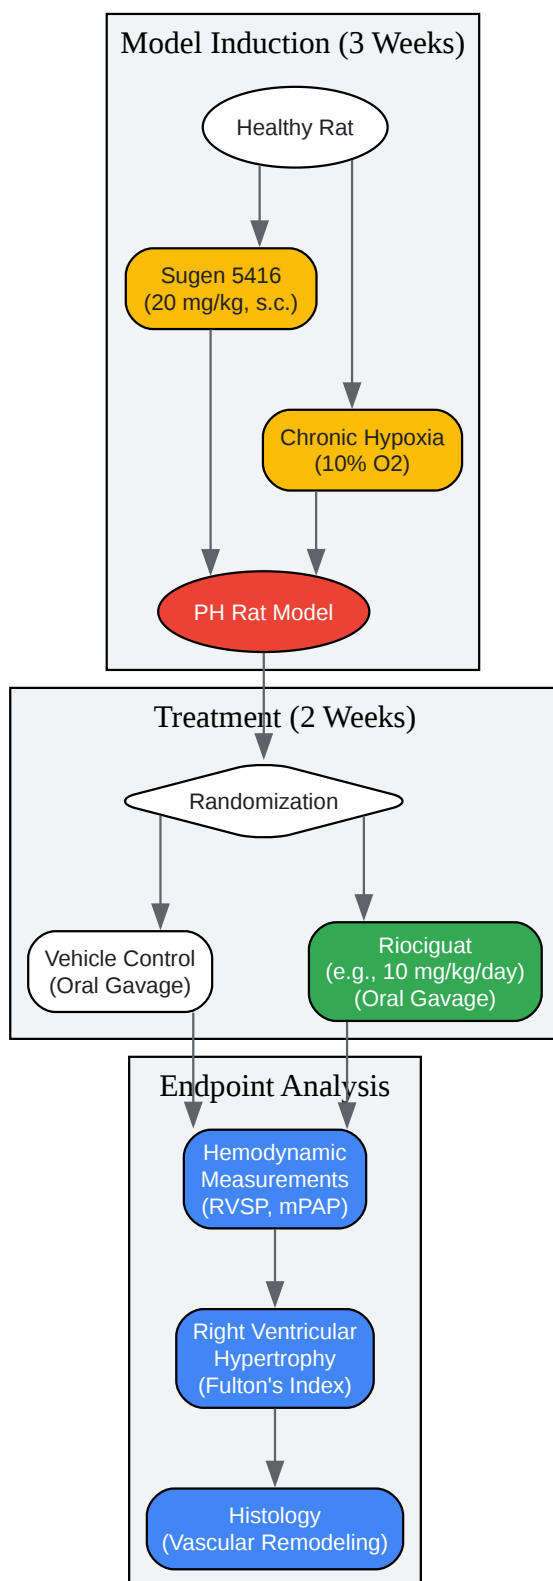 Model Induction (3 Weeks)
Healthy Rat
Sugen 5416
(20 mg/kg, s.c.)
Chronic Hypoxia
(10% O2)
PH Rat Model
Treatment (2 Weeks)
Randomization
Vehicle Control
(Oral Gavage)
Riociguat
(e.g., 10 mg/kg/day)
(Oral Gavage)
Endpoint Analysis
Hemodynamic
Measurements
(RVSP, mPAP)
Right Ventricular
Hypertrophy
(Fulton's Index)
Histology
(Vascular Remodeling)